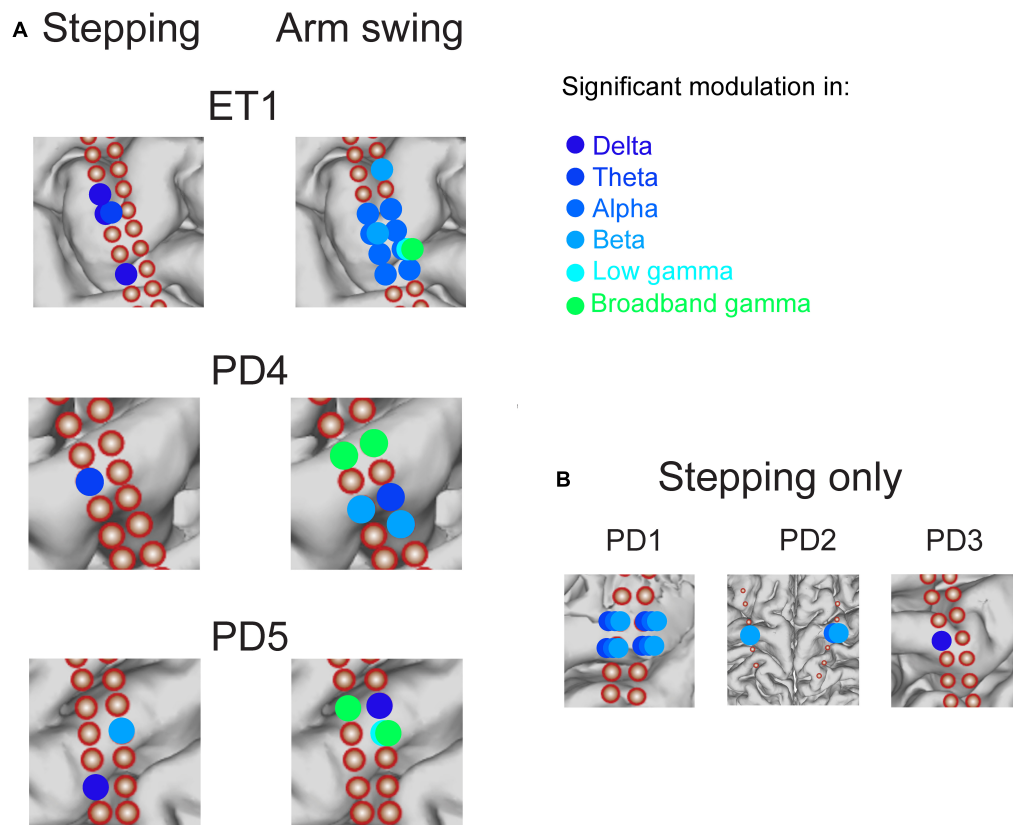 A Stepping Arm swing
ET1
Significant modulation in:
Delta
Theta
Alpha
Beta
Low gamma
Broadband gamma
PD4
B Stepping only
PD1 PD2 PD3
PD5